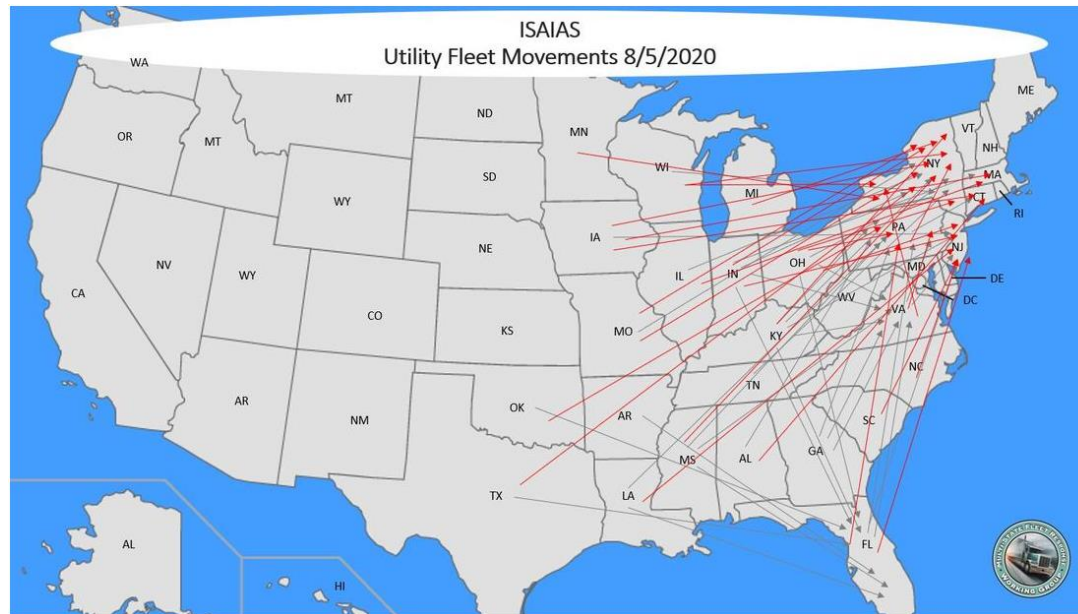 ISAIAS
Utility Fleet Movements 8/5/2020
WA
MT
ND
MN
ME
OR
MT
SD
WI
MI
VT
NH
NY
MA
CT
RI
WY
NE
IA
PA
NJ
NV
WY
IL
IN
OH
MD
DE
DC
CA
CO
KS
MO
WV
VA
KY
AR
NM
OK
AR
TN
NC
SC
MS
AL
GA
TX
LA
FL
AL
HI
WORKING GROUP